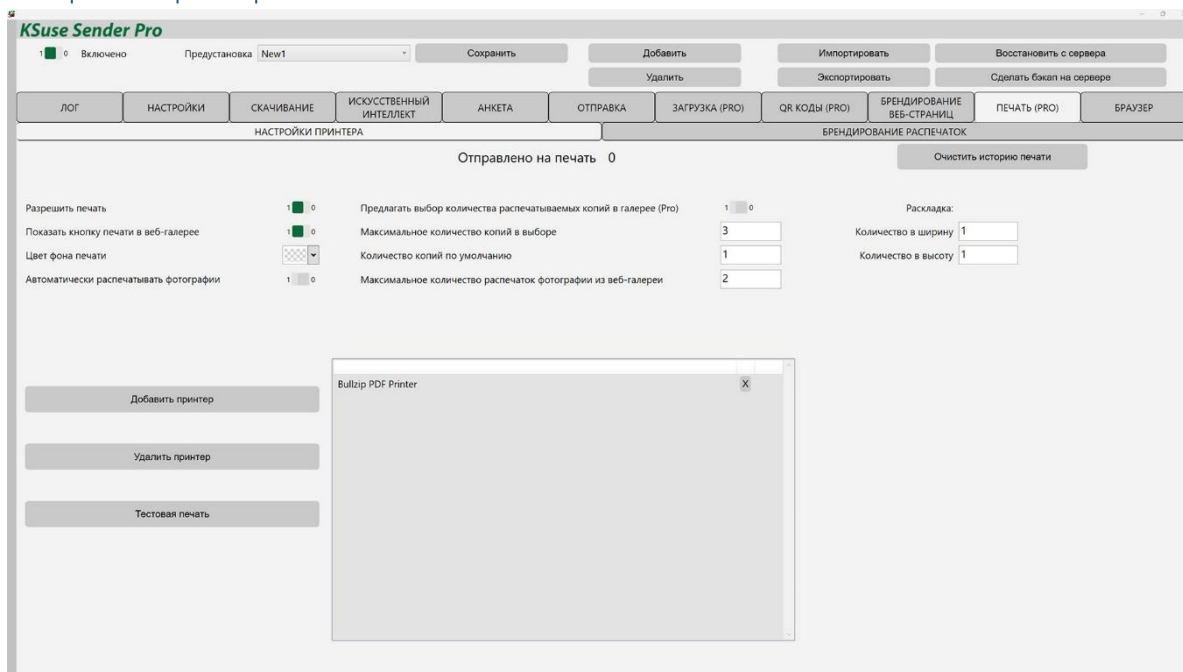 KSuse Sender Pro
1 0 Включено Предустановка New1 Сохранить Добавить Импортировать Восстановить с сервера
Удалить Экспортировать Сделать бэкап на сервере
ЛОГ НАСТРОЙКИ СКАЧИВАНИЕ ИСКУССТВЕННЫЙ ИНТЕЛЛЕКТ АНКЕТА ОТПРАВКА ЗАГРУЗКА (PRO) QR КОДЫ (PRO) БРЕНДИРОВАНИЕ ВЕБ-СТРАНИЦ ПЕЧАТЬ (PRO) БРАУЗЕР
НАСТРОЙКИ ПРИНТЕРА БРЕНДИРОВАНИЕ РАСПЕЧАТОК
Отправлено на печать 0 Очистить историю печати
Разрешить печать 1 0 Предлагать выбор количества распечатываемых копий в галерее (Pro) 1 0 Раскладка:
Показать кнопку печати в веб-галерее 1 0 Максимальное количество копий в выборе 3 Количество в ширину 1
Цвет фона печати Количество копий по умолчанию 1 Количество в высоту 1
Автоматически распечатывать фотографии 1 0 Максимальное количество распечаток фотографии из веб-галереи 2
Bullzip PDF Printer X
Добавить принтер
Удалить принтер
Тестовая печать